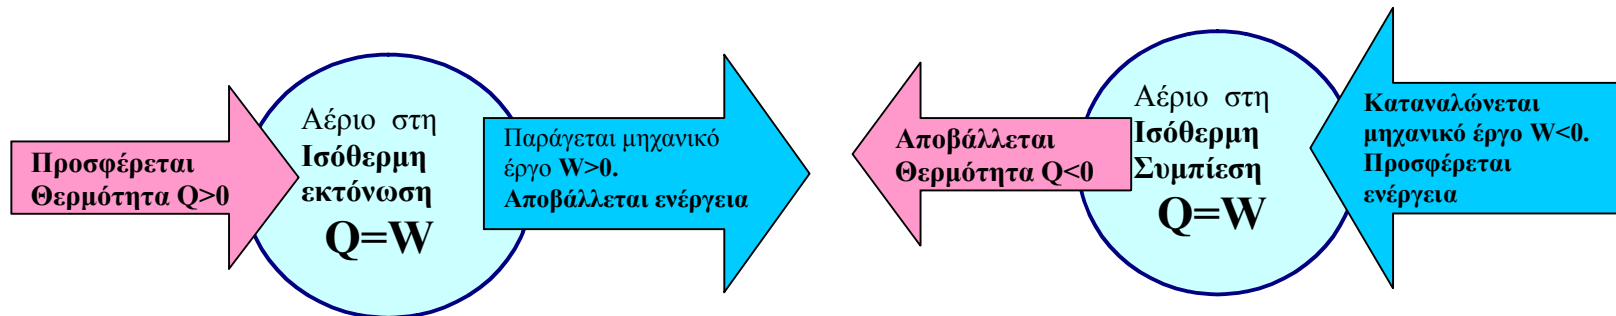 Προσφέρεται
Θερμότητα Q>0
Αέριο στη
Ισόθερμη
εκτόνωση
Q=W
Παράγεται μηχανικό
έργο W>0.
Αποβάλλεται ενέργεια
Αποβάλλεται
Θερμότητα Q<0
Αέριο στη
Ισόθερμη
Συμπίεση
Q=W
Καταναλώνεται
μηχανικό έργο W<0.
Προσφέρεται
ενέργεια